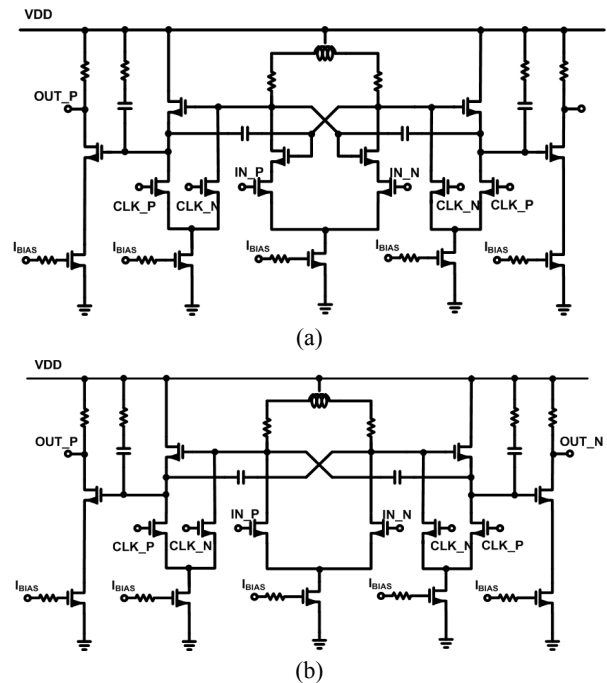 VDD
OUT_P
IN_P
IN_N
CLK_P
CLK_N
CLK_N
CLK_P
IBIAS
IBIAS
IBIAS
IBIAS
IBIAS
(a)
VDD
OUT_P
OUT_N
IN_P
IN_N
CLK_P
CLK_N
CLK_N
CLK_P
IBIAS
IBIAS
IBIAS
IBIAS
IBIAS
(b)